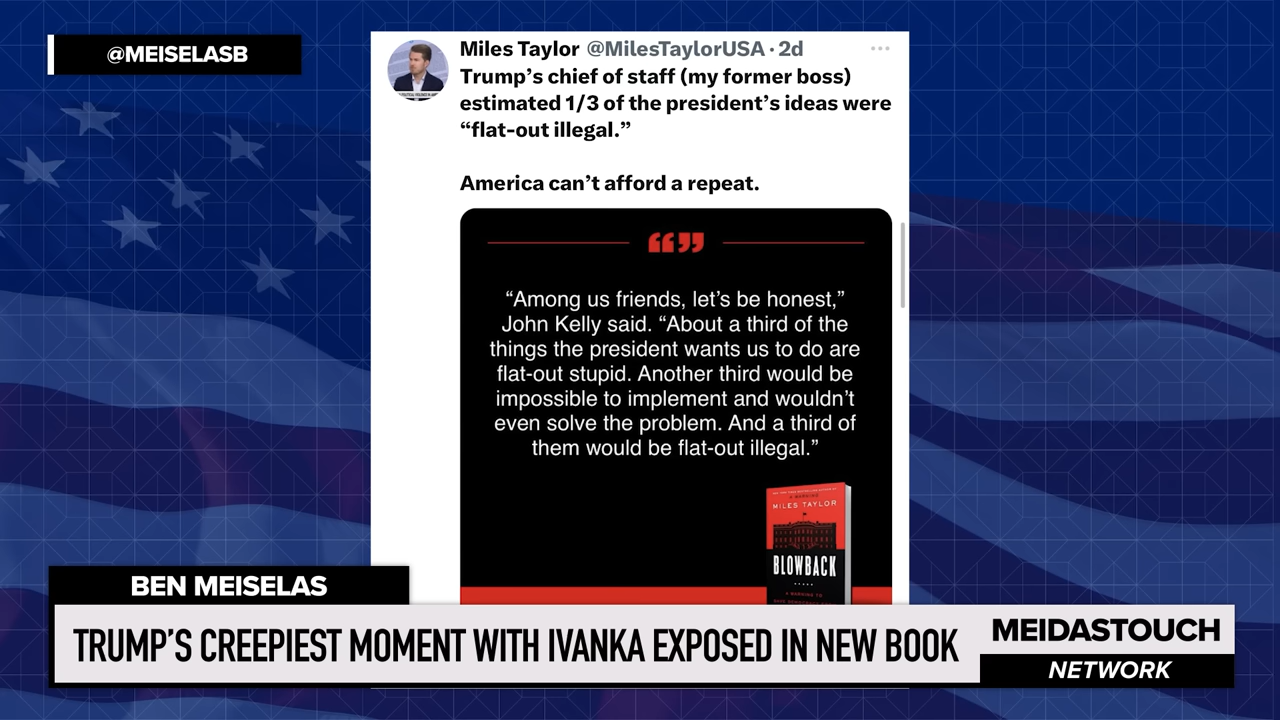 @MEISELASB
Miles Taylor @MilesTaylorUSA · 2d
Trump's chief of staff (my former boss)
estimated 1/3 of the president's ideas were
"flat-out illegal."
America can't afford a repeat.
"Among us friends, let's be honest,"
John Kelly said. "About a third of the
things the president wants us to do are
flat-out stupid. Another third would be
impossible to implement and wouldn't
even solve the problem. And a third of
them would be flat-out illegal."
MILES TAYLOR
BLOWBACK
BEN MEISELAS
TRUMP'S CREEPIEST MOMENT WITH IVANKA EXPOSED IN NEW BOOK
MEIDASTOUCH
NETWORK